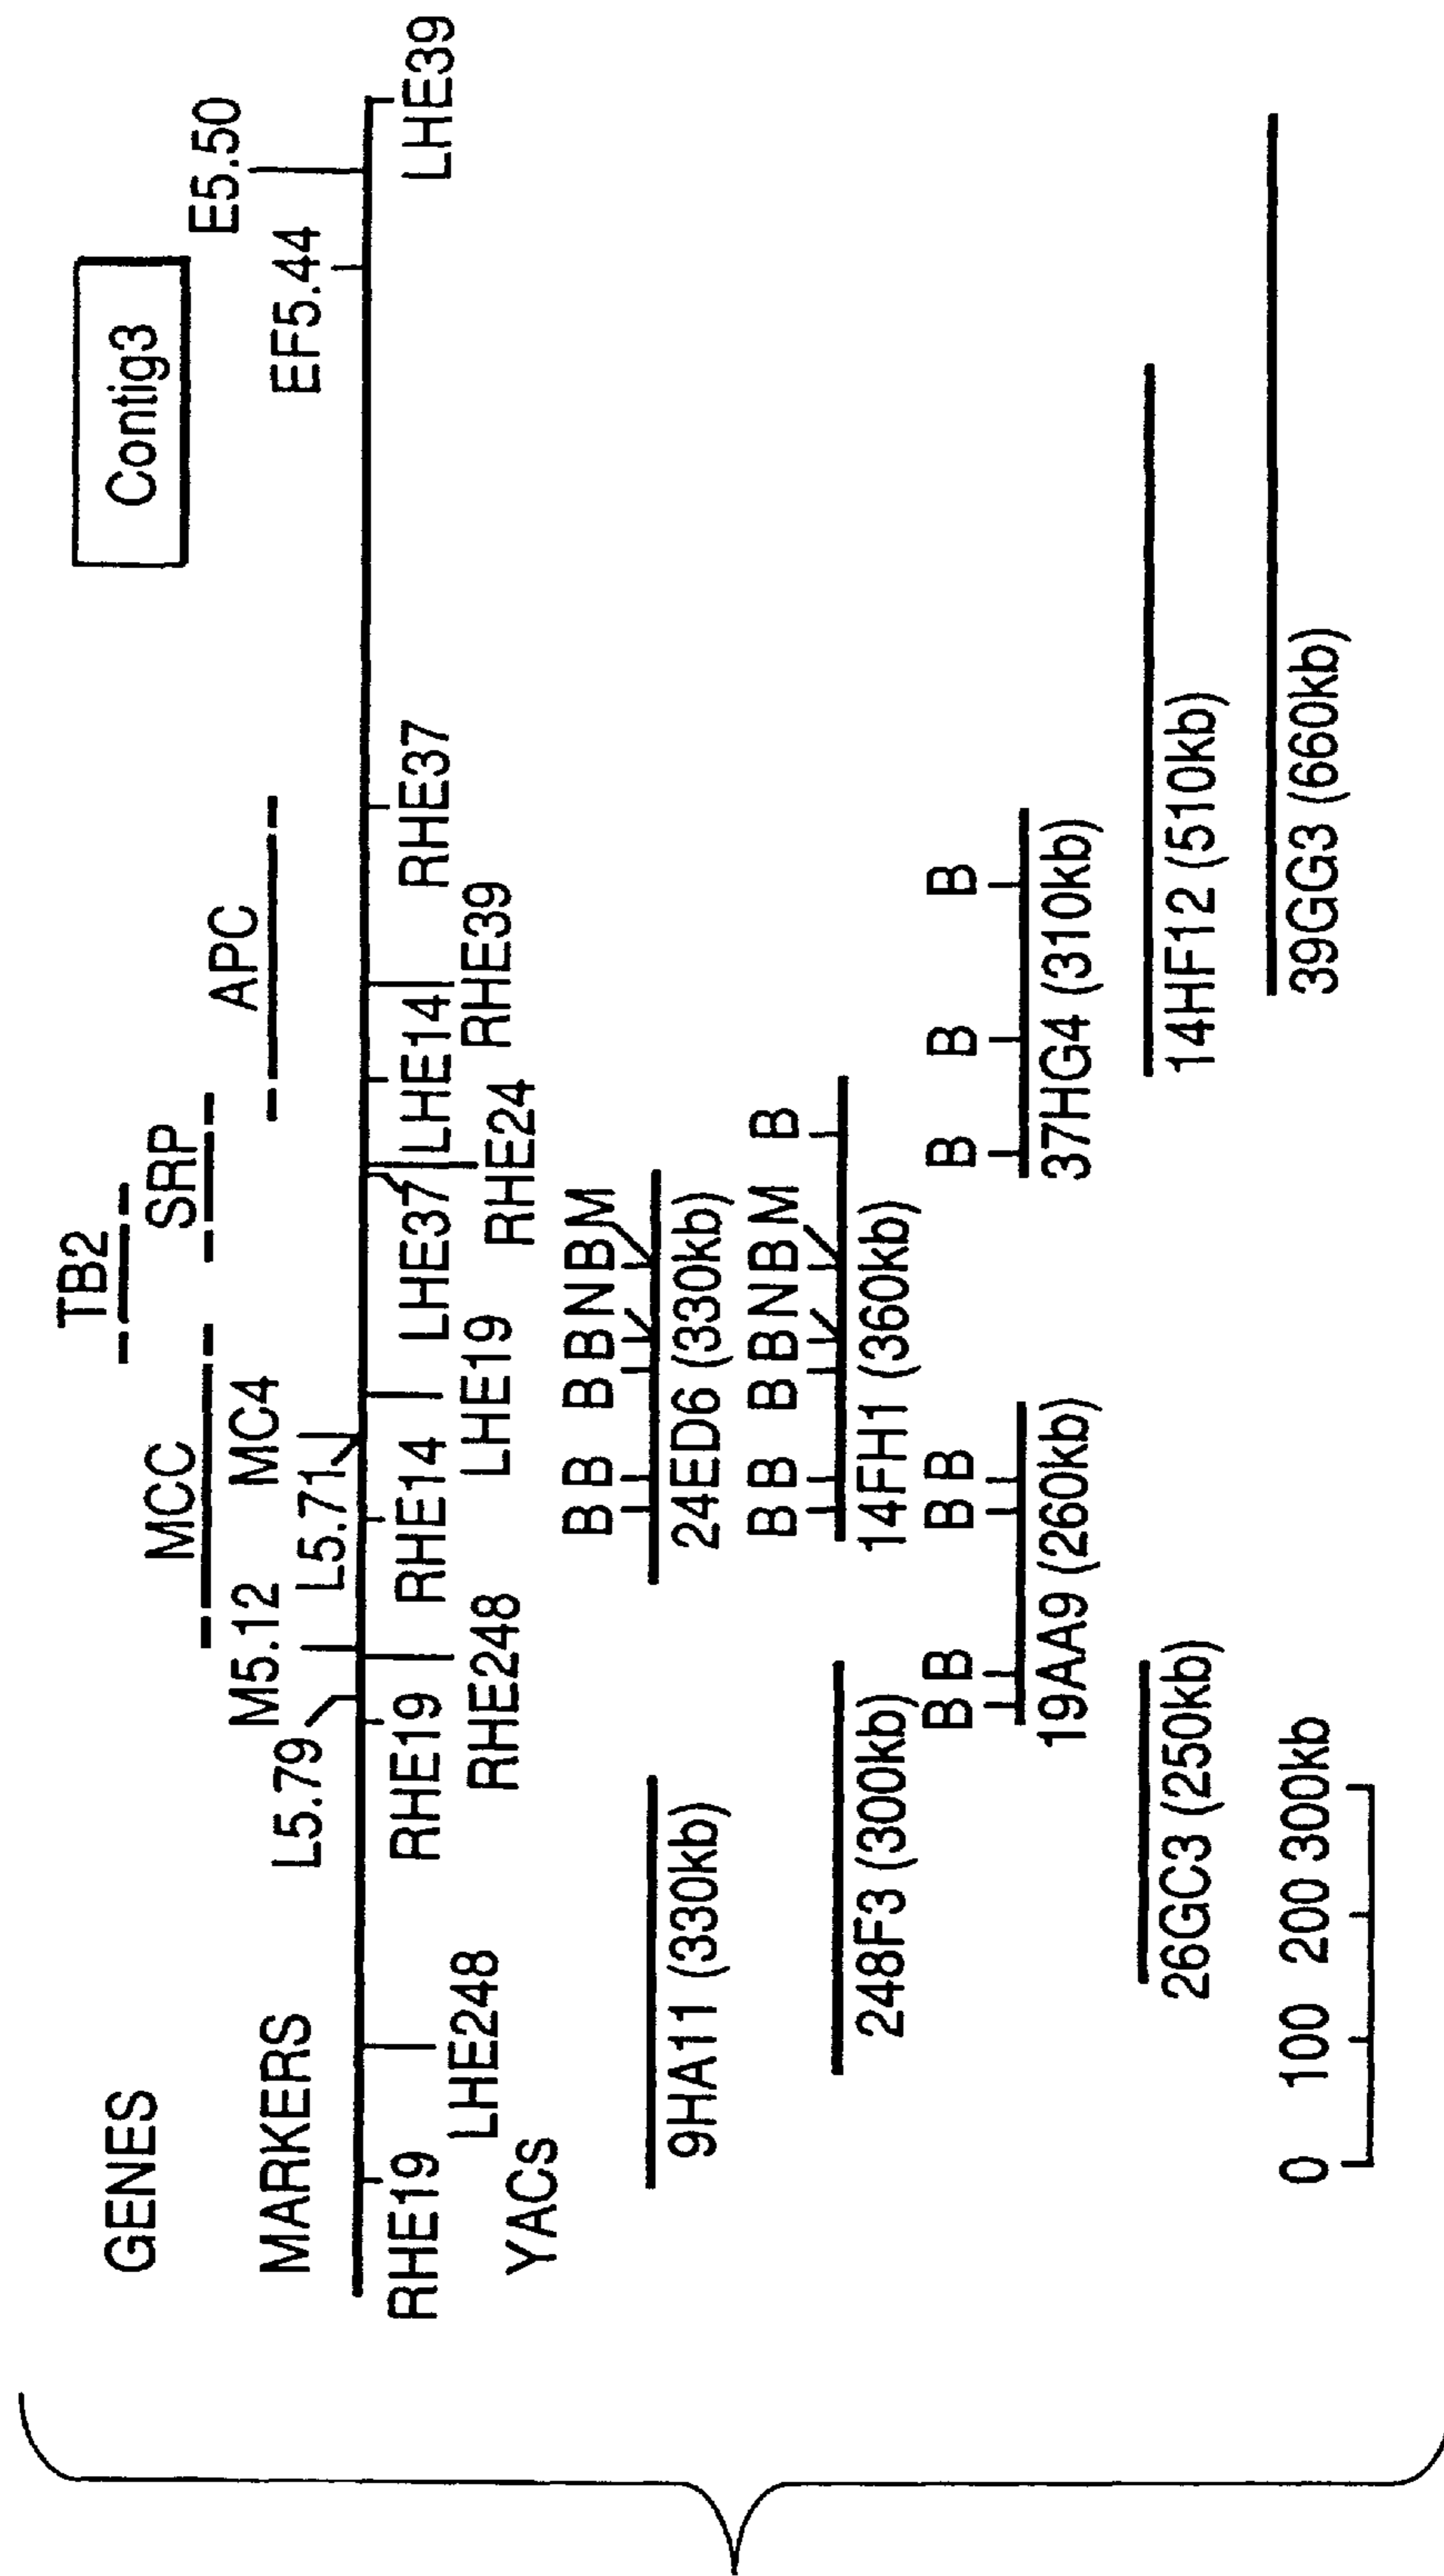 Contig3
GENES
TB2
MCC
SRP
APC
MARKERS
M5.12
MC4
E5.50
L5.79
L5.71
EF5.44
RHE19
RHE19
RHE14
LHE37
LHE14
RHE37
LHE39
LHE248
RHE248
LHE19
RHE24
RHE39
YACs
B B B B N B M
9HA11 (330kb)
24ED6 (330kb)
B B B B N B M B
248F3 (300kb)
14FH1 (360kb)
B B B B
B B B
19AA9 (260kb)
37HG4 (310kb)
26GC3 (250kb)
14HF12 (510kb)
39GG3 (660kb)
0 100 200 300kb